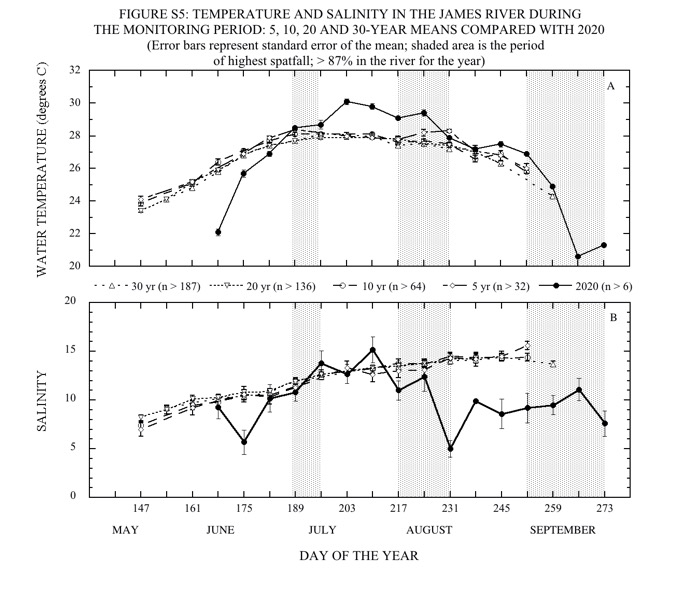 FIGURE S5: TEMPERATURE AND SALINITY IN THE JAMES RIVER DURING
THE MONITORING PERIOD: 5, 10, 20 AND 30-YEAR MEANS COMPARED WITH 2020
(Error bars represent standard error of the mean; shaded area is the period
of highest spatfall; > 87% in the river for the year)
WATER TEMPERATURE (degrees C)
32
30
28
26
24
22
20
A
30 yr (n > 187) 20 yr (n > 136) 10 yr (n > 64) 5 yr (n > 32) 2020 (n > 6)
SALINITY
20
15
10
5
0
B
147 161 175 189 203 217 231 245 259 273
MAY JUNE JULY AUGUST SEPTEMBER
DAY OF THE YEAR